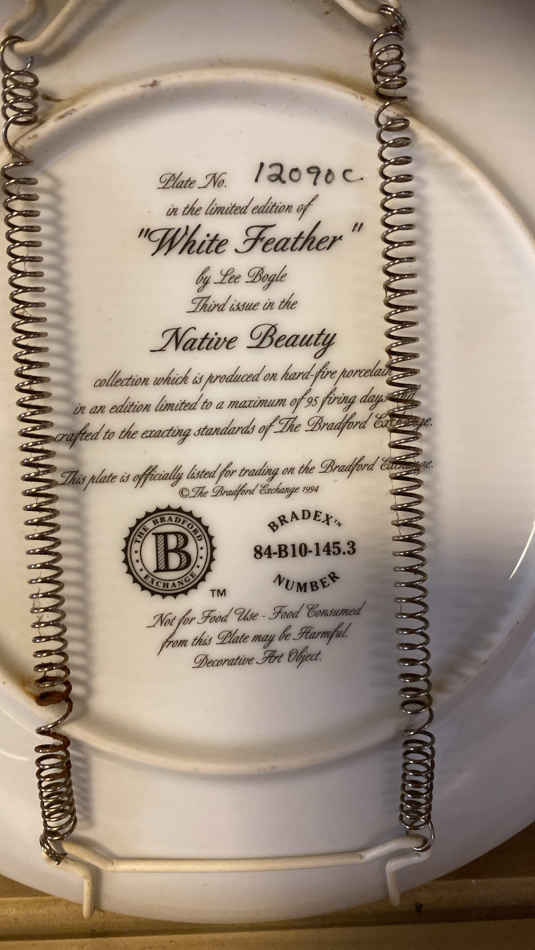 Plate No. 12090C
in the limited edition of
"White Feather"
by Lee Bogle
Third issue in the
Native Beauty
collection which is produced on hard-fire porcelain
in an edition limited to a maximum of 95 firing days and
crafted to the exacting standards of The Bradford Exchange.
This plate is officially listed for trading on the Bradford Exchange.
©The Bradford Exchange 1994
THE BRADFORD
B
EXCHANGE
TM
BRADEX™
84-B10-145.3
NUMBER
Not for Food Use - Food Consumed
from this Plate may be Harmful.
Decorative Art Object.